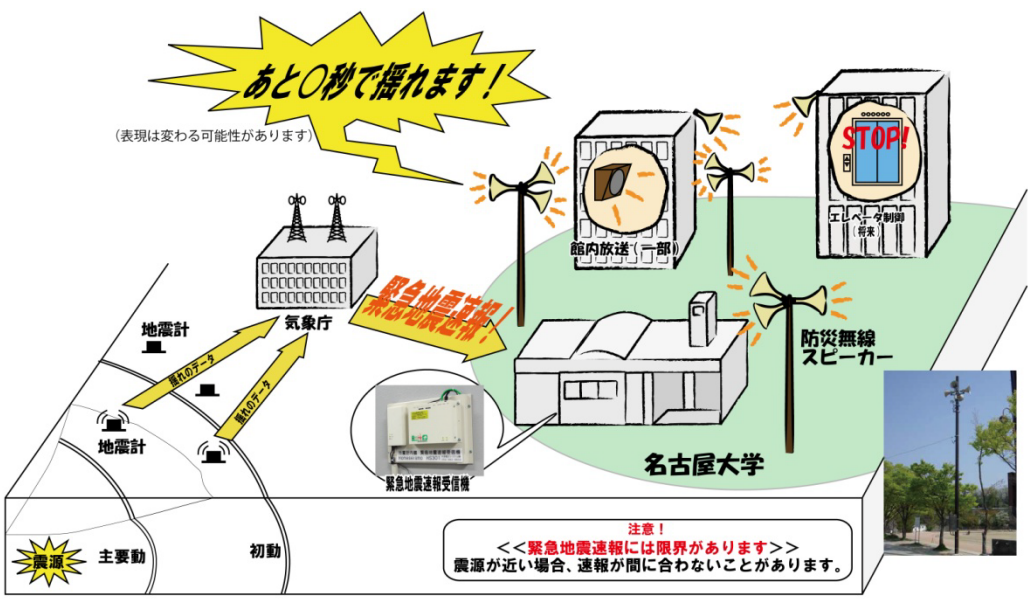 あと〇秒で揺れます！
（表現は変わる可能性があります）
STOP!
エレベータ制御
（将来）
館内放送（一部）
気象庁
緊急地震速報！
地震計
揺れのデータ
揺れのデータ
地震計
防災無線
スピーカー
緊急地震速報受信機
名古屋大学
震源
主要動
初動
注意！
<<緊急地震速報には限界があります>>
震源が近い場合、速報が間に合わないことがあります。